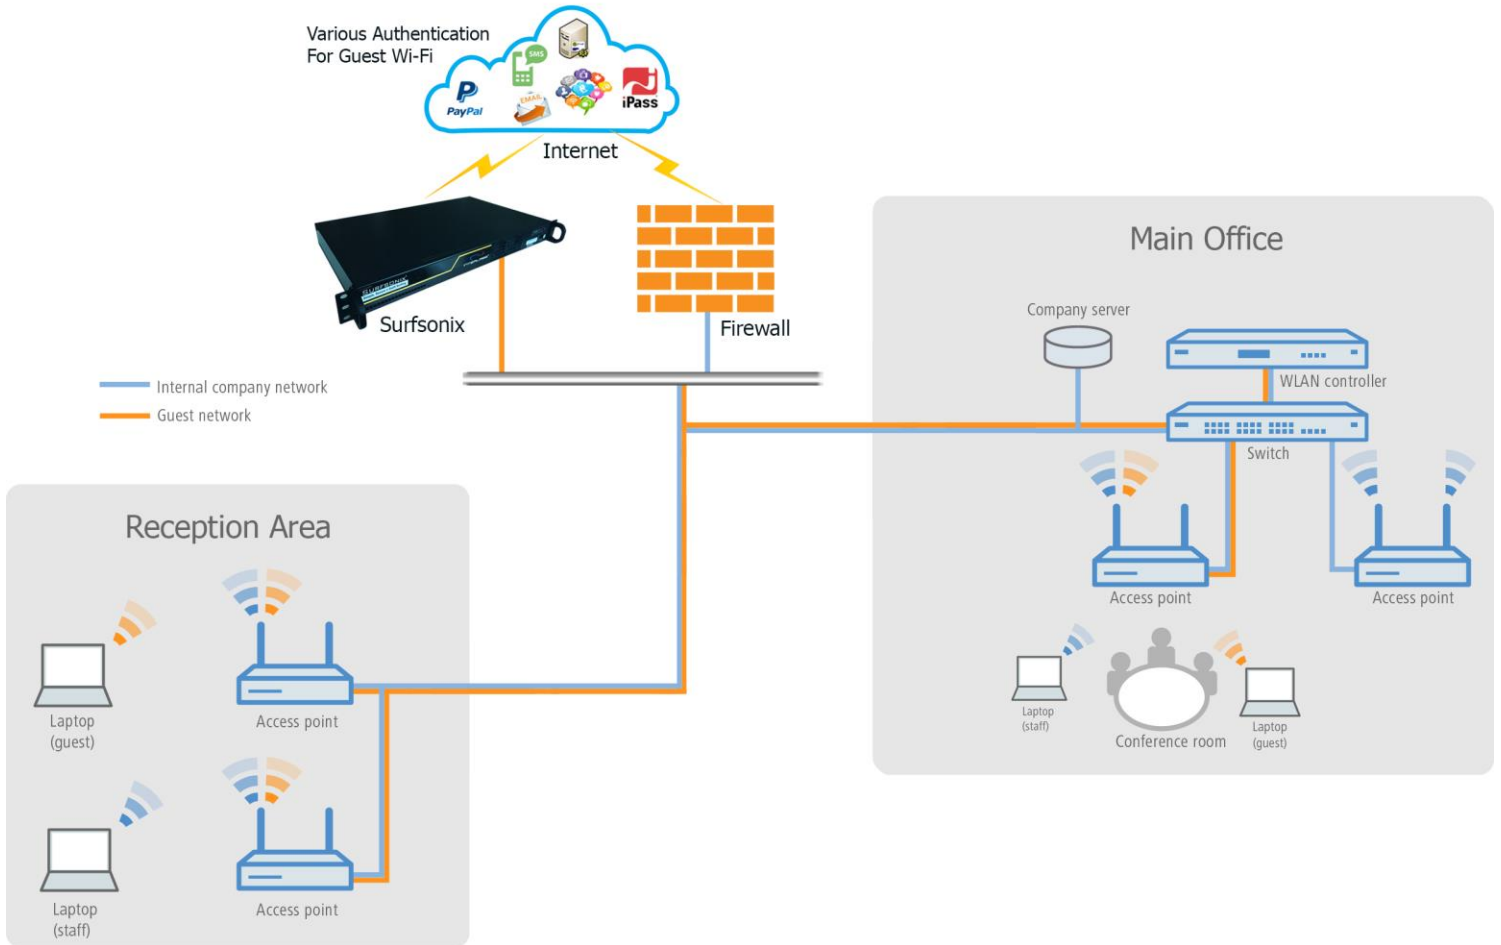 Various Authentication
For Guest Wi-Fi
SMS
PayPal
EMAIL
iPass
Internet
SURFSONIX
Surfsonix
Firewall
Internal company network
Guest network
Main Office
Company server
WLAN controller
Switch
Access point
Access point
Laptop
(staff)
Conference room
Laptop
(guest)
Reception Area
Laptop
(guest)
Access point
Laptop
(staff)
Access point